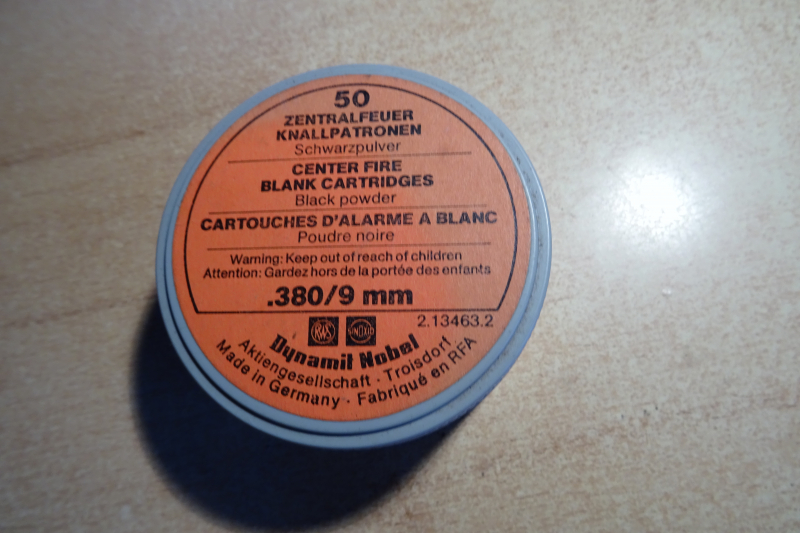 50
ZENTRALFEUER
KNALLPATRONEN
Schwarzpulver
CENTER FIRE
BLANK CARTRIDGES
Black powder
CARTOUCHES D'ALARME A BLANC
Poudre noire
Warning: Keep out of reach of children
Attention: Gardez hors de la portée des enfants
.380/9 mm
2.13463.2
RWS SINOXID
Dynamit Nobel
Aktiengesellschaft · Troisdorf
Made in Germany · Fabriqué en RFA